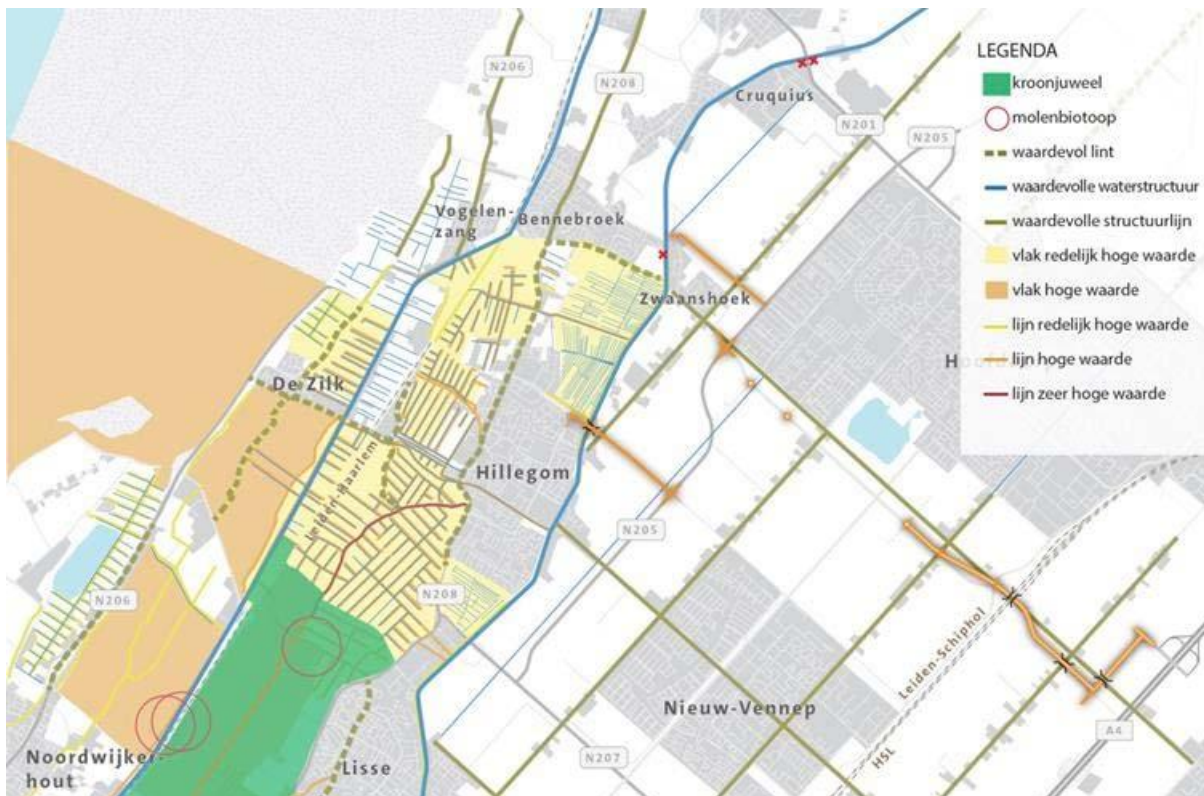 N206
N208
Cruquius
N201
N205
LEGENDA
kroonjuweel
molenbiotoop
waardevol lint
waardevolle waterstructuur
waardevolle structuurlijn
vlak redelijk hoge waarde
vlak hoge waarde
lijn redelijk hoge waarde
lijn hoge waarde
lijn zeer hoge waarde
Vogelen-
zang
Bennebroek
Zwaanshoek
De Zilk
Leiden-Haarlem
Hillegom
N205
N206
N208
Leiden-Schiphol
HSL
Nieuw-Vennep
A4
Noordwijker-
hout
Lisse
N207